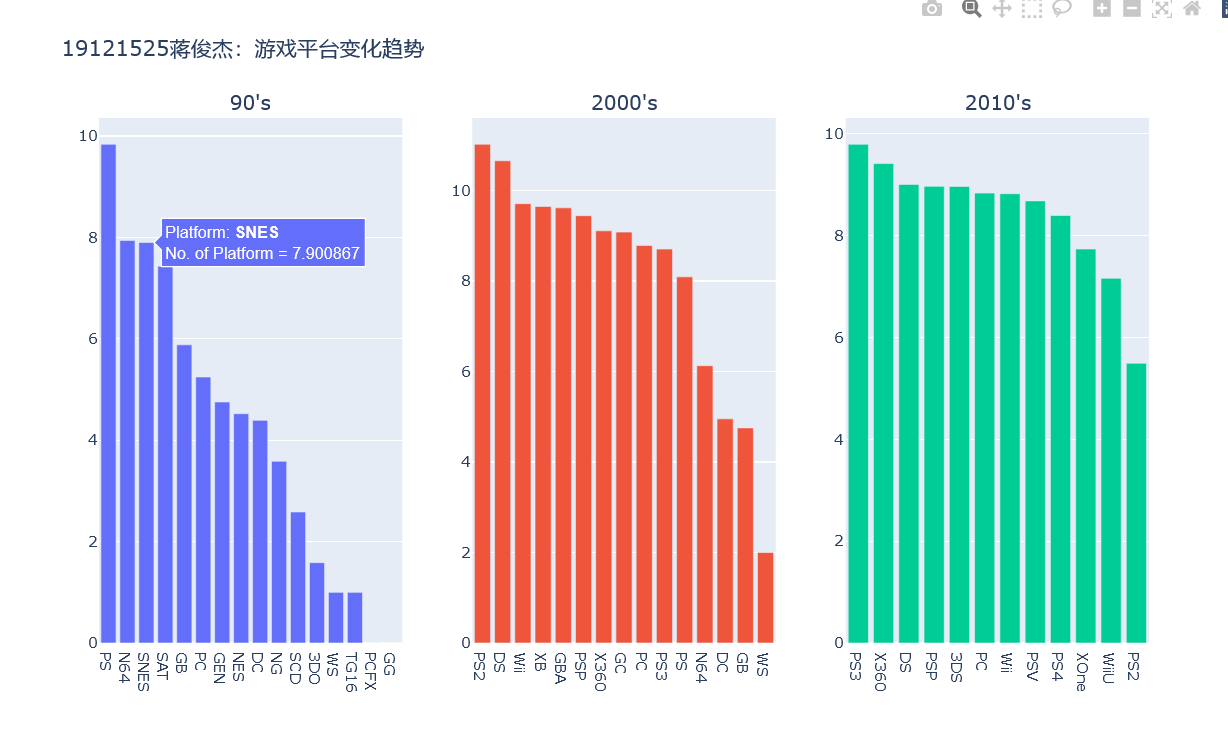 19121525蒋俊杰：游戏平台变化趋势
90's
10
8
6
4
2
0
Platform: SNES
No. of Platform = 7.900867
PS
N64
SNES
SAT
GB
PC
GEN
NES
DC
NG
SCD
3DO
WS
TG16
PCFX
GG
2000's
10
8
6
4
2
0
PS2
DS
Wii
XB
GBA
PSP
X360
GC
PC
PS3
PS
N64
DC
GB
WS
2010's
10
8
6
4
2
0
PS3
X360
DS
PSP
3DS
PC
Wii
PSV
PS4
XOne
WiiU
PS2